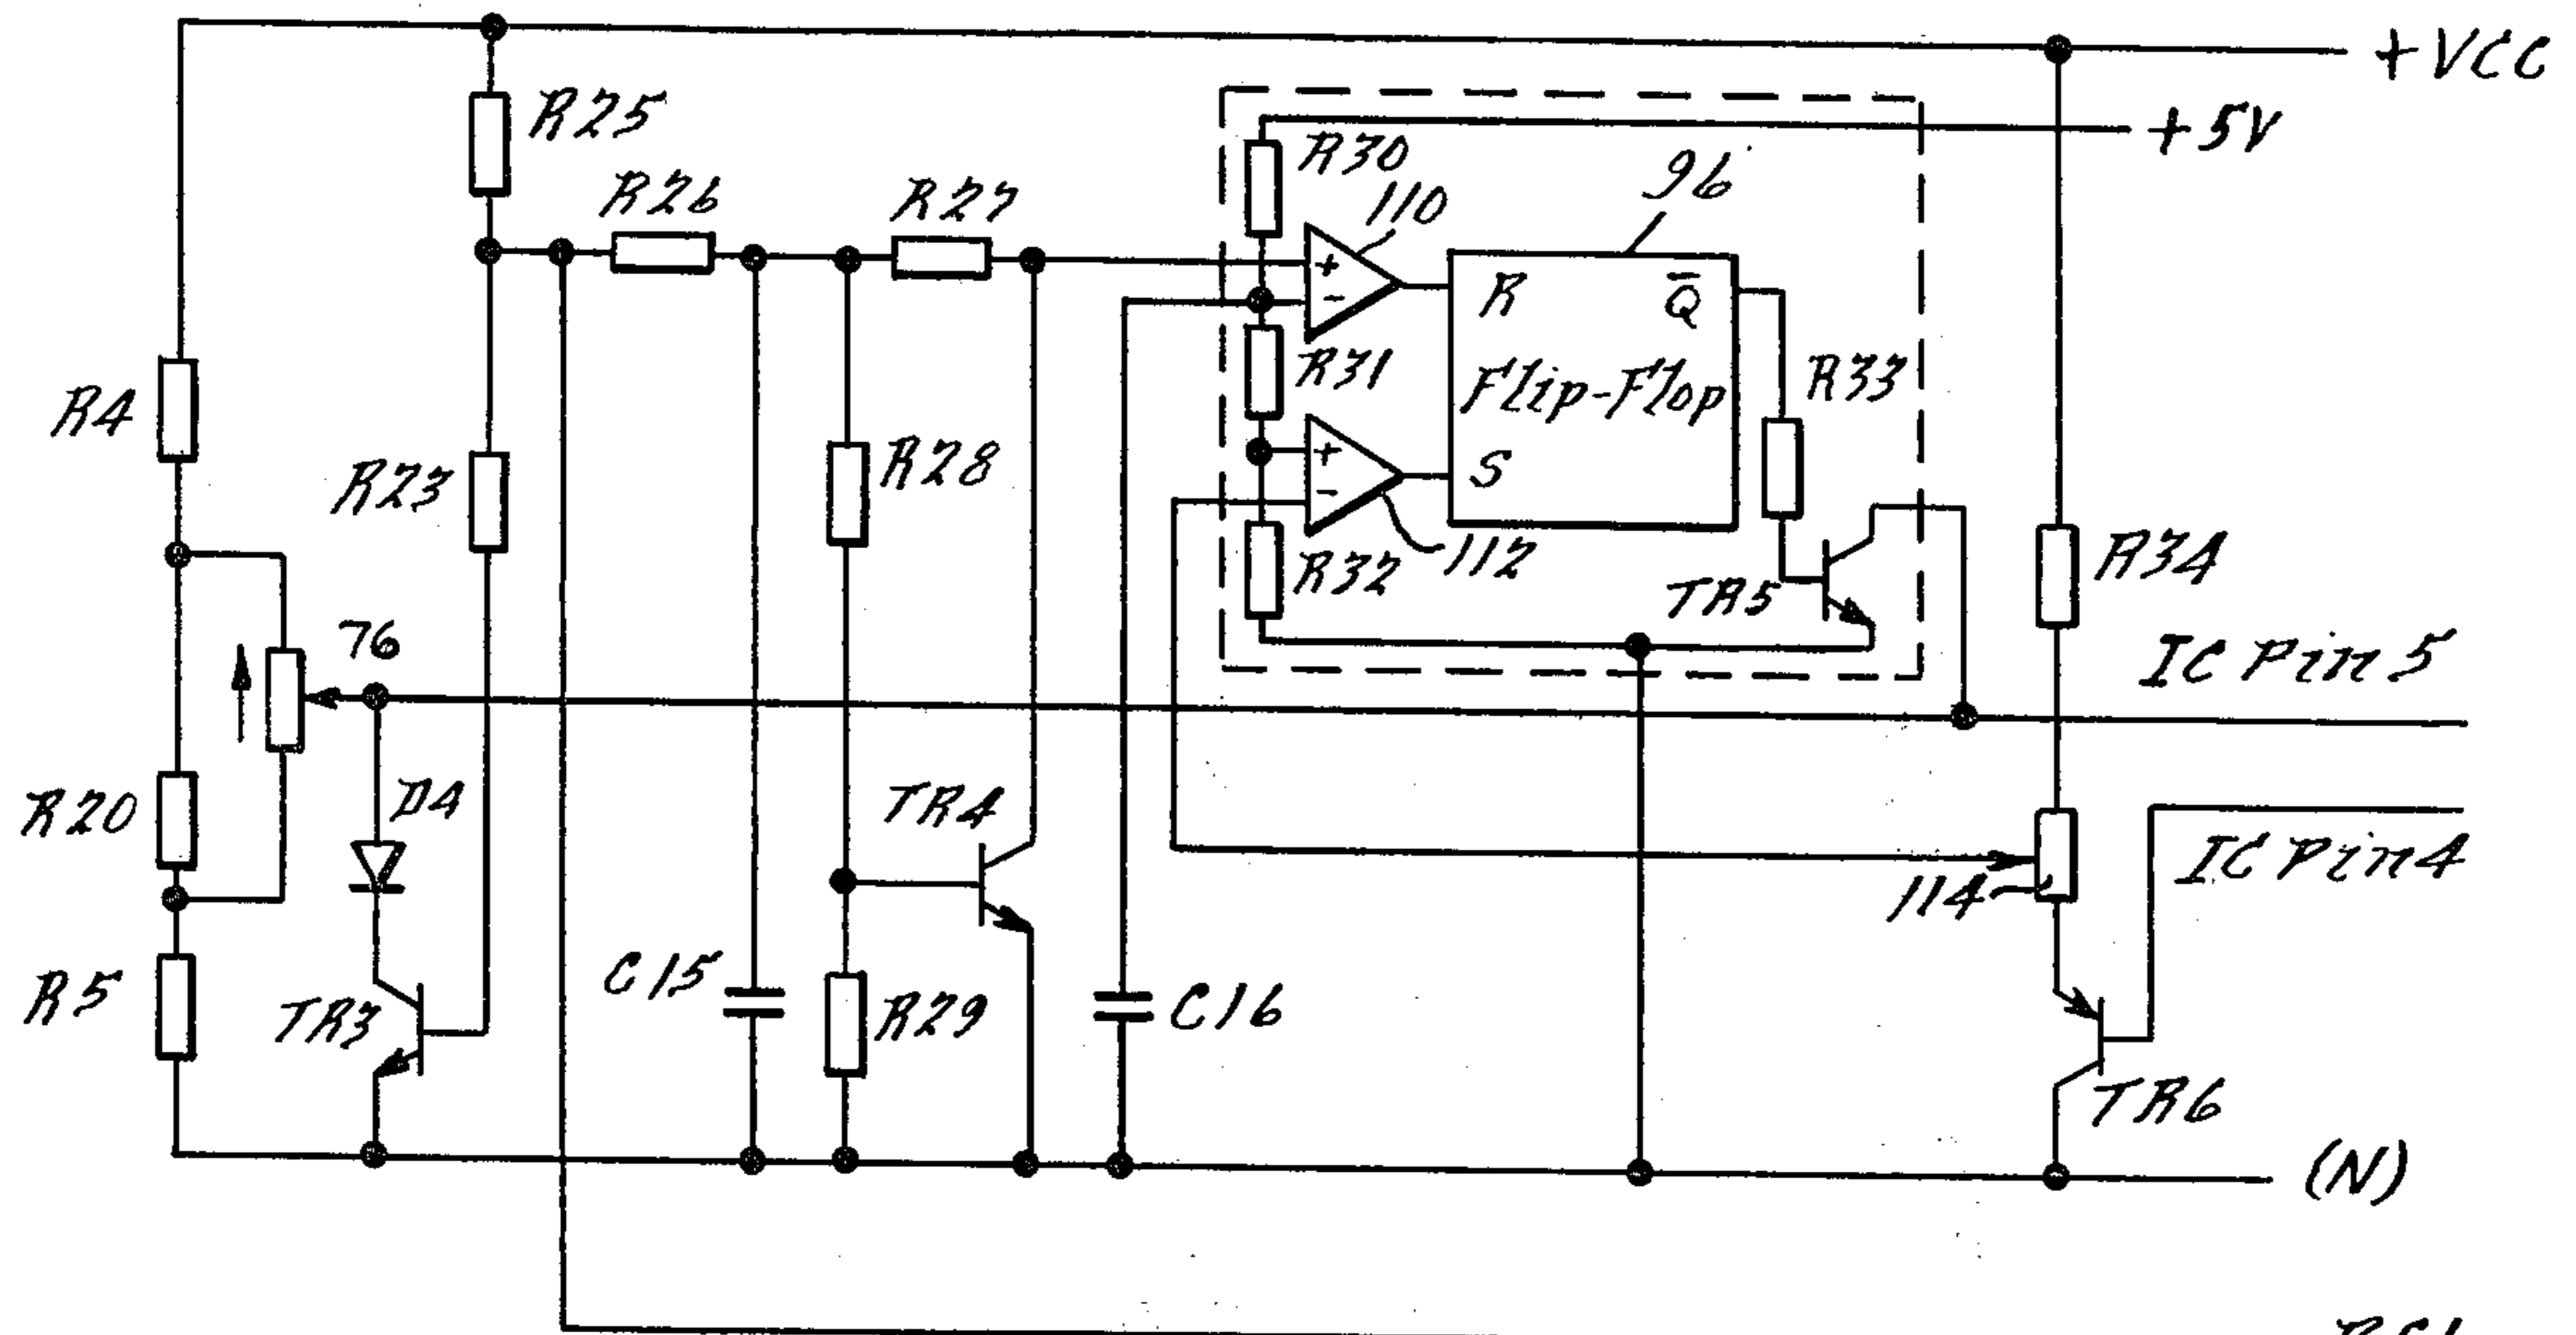 +VCC
R25
+5V
R30
96
R26
R27
110
+
-
R
Q̅
R4
R23
R28
R31
Flip-Flop
R33
+
-
S
R32
112
TR5
R34
76
IC Pin 5
R20
D4
TR4
114
IC Pin 4
R5
TR3
C15
R29
C16
TR6
(N)